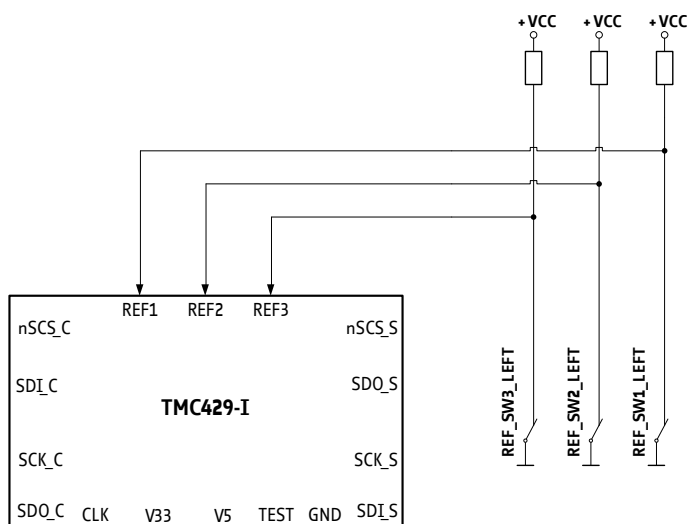 +VCC +VCC +VCC
REF1 REF2 REF3
nSCS_C nSCS_S
REF_SW3_LEFT REF_SW2_LEFT REF_SW1_LEFT
SDI_C SDO_S
TMC429-I
SCK_C SCK_S
SDO_C CLK V33 V5 TEST GND SDI_S